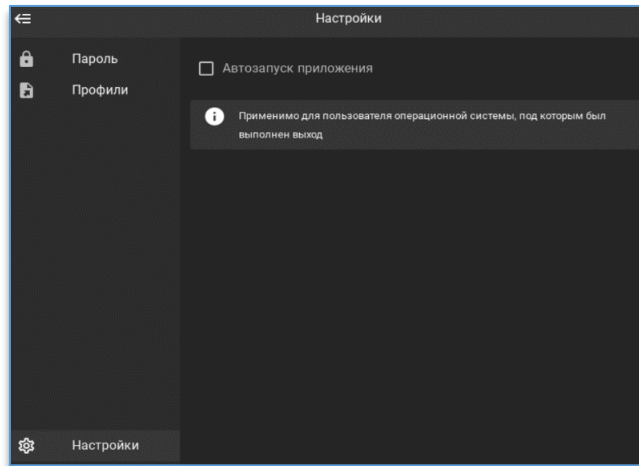 Настройки
Пароль
Профили
Автозапуск приложения
Применимо для пользователя операционной системы, под которым был
выполнен выход
Настройки